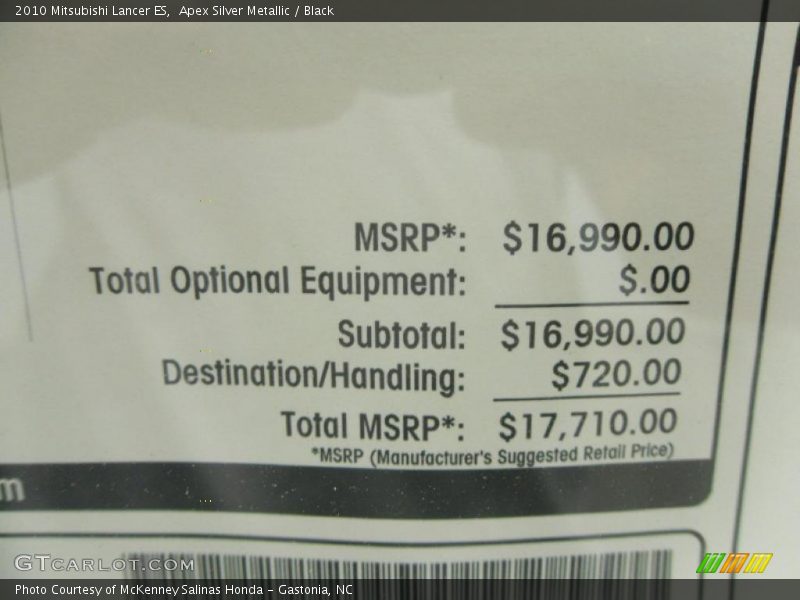 2010 Mitsubishi Lancer ES,  Apex Silver Metallic / Black
MSRP*: $16,990.00
Total Optional Equipment: $.00
Subtotal: $16,990.00
Destination/Handling: $720.00
Total MSRP*: $17,710.00
*MSRP (Manufacturer's Suggested Retail Price)
m
GTCARLOT.COM
Photo Courtesy of McKenney Salinas Honda - Gastonia, NC